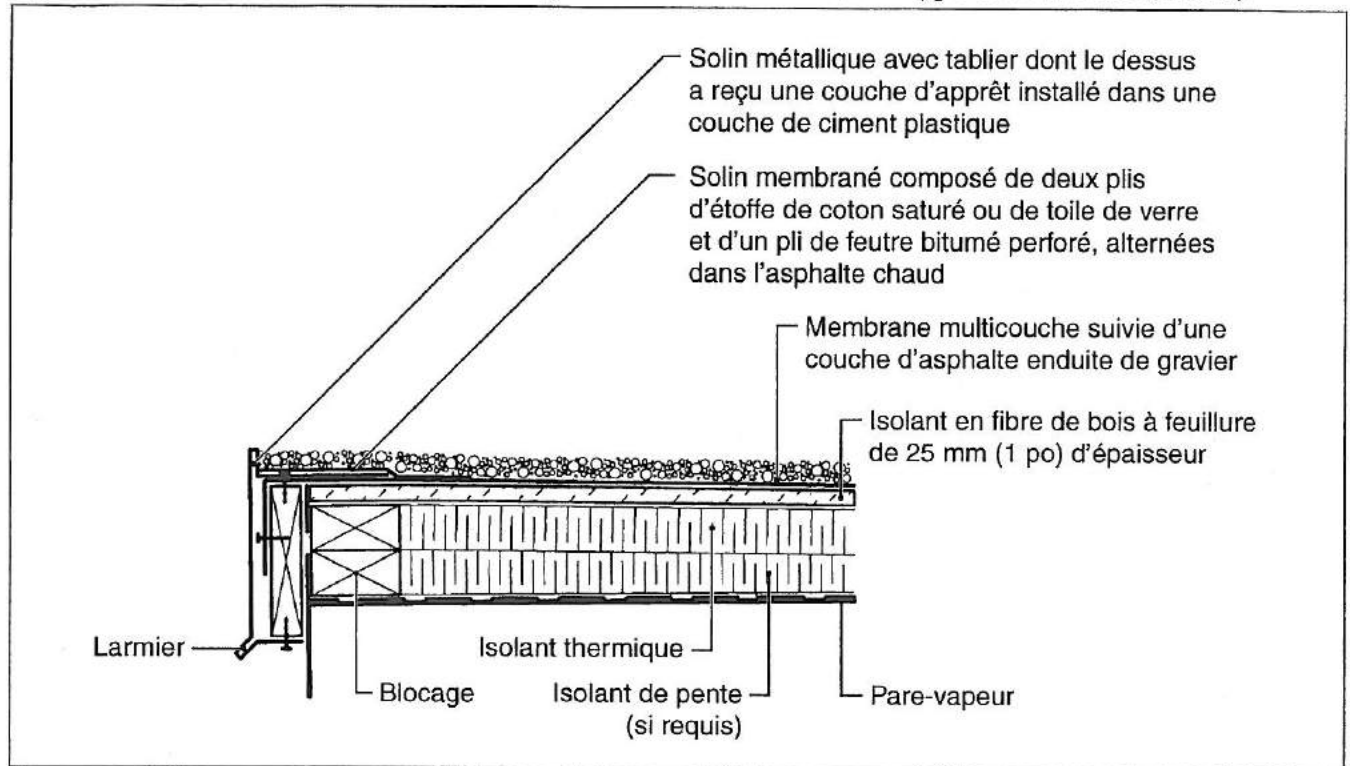 Solin métallique avec tablier dont le dessus
a reçu une couche d'apprêt installé dans une
couche de ciment plastique
Solin membrané composé de deux plis
d'étoffe de coton saturé ou de toile de verre
et d'un pli de feutre bitumé perforé, alternées
dans l'asphalte chaud
Membrane multicouche suivie d'une
couche d'asphalte enduite de gravier
Isolant en fibre de bois à feuillure
de 25 mm (1 po) d'épaisseur
Larmier
Isolant thermique
Blocage
Isolant de pente
(si requis)
Pare-vapeur